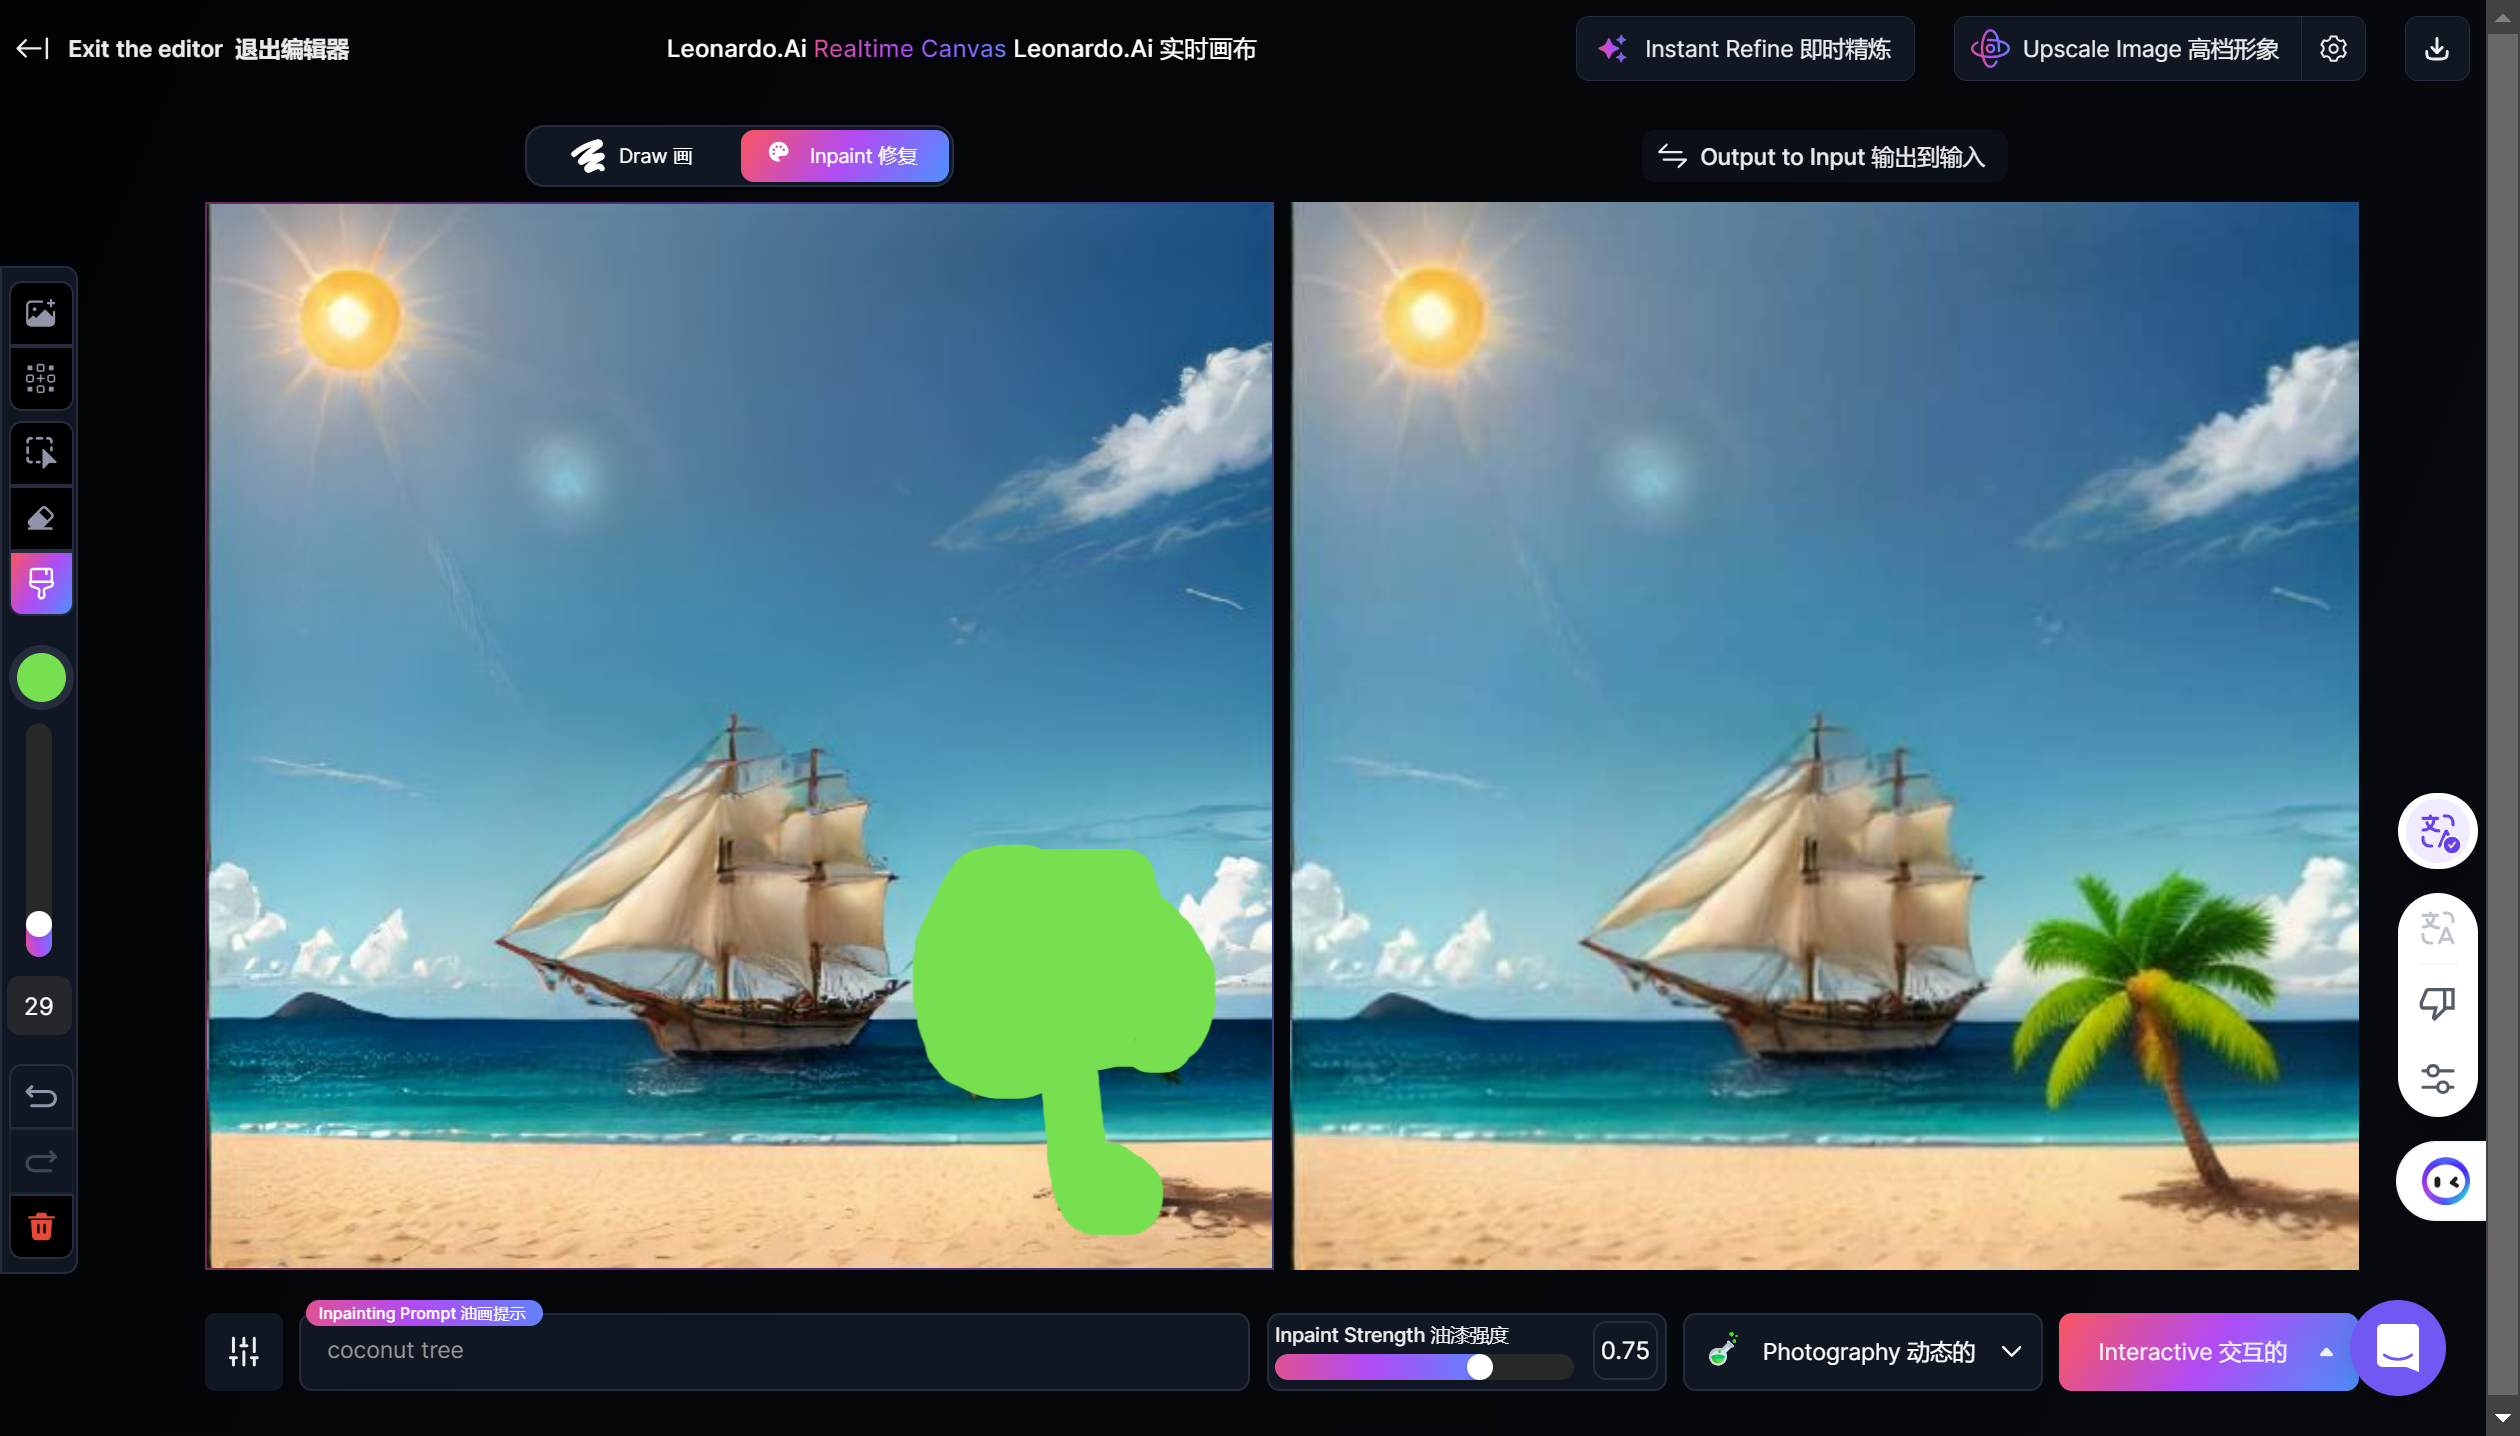 Exit the editor 退出编辑器
Leonardo.Ai Realtime Canvas Leonardo.Ai 实时画布
Instant Refine 即时精炼
Upscale Image 高档形象
Draw 画
Inpaint 修复
Output to Input 输出到输入
29
Inpainting Prompt 油画提示
coconut tree
Inpaint Strength 油漆强度
0.75
Photography 动态的
Interactive 交互的